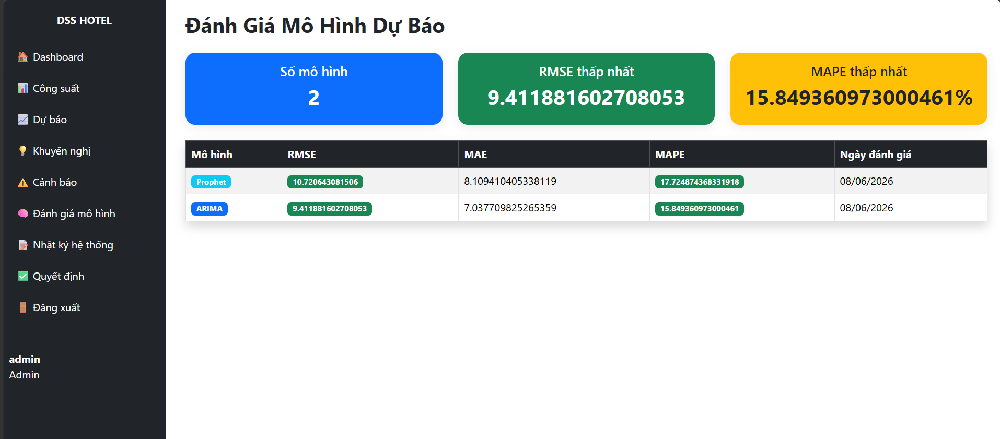 DSS HOTEL
Dashboard
Công suất
Dự báo
Khuyến nghị
Cảnh báo
Đánh giá mô hình
Nhật ký hệ thống
Quyết định
Đăng xuất
admin
Admin
Đánh Giá Mô Hình Dự Báo
Số mô hình
2
RMSE thấp nhất
9.411881602708053
MAPE thấp nhất
15.849360973000461%
Mô hình RMSE MAE MAPE Ngày đánh giá
Prophet 10.720643081506 8.109410405338119 17.724874368331918 08/06/2026
ARIMA 9.411881602708053 7.037709825265359 15.849360973000461 08/06/2026